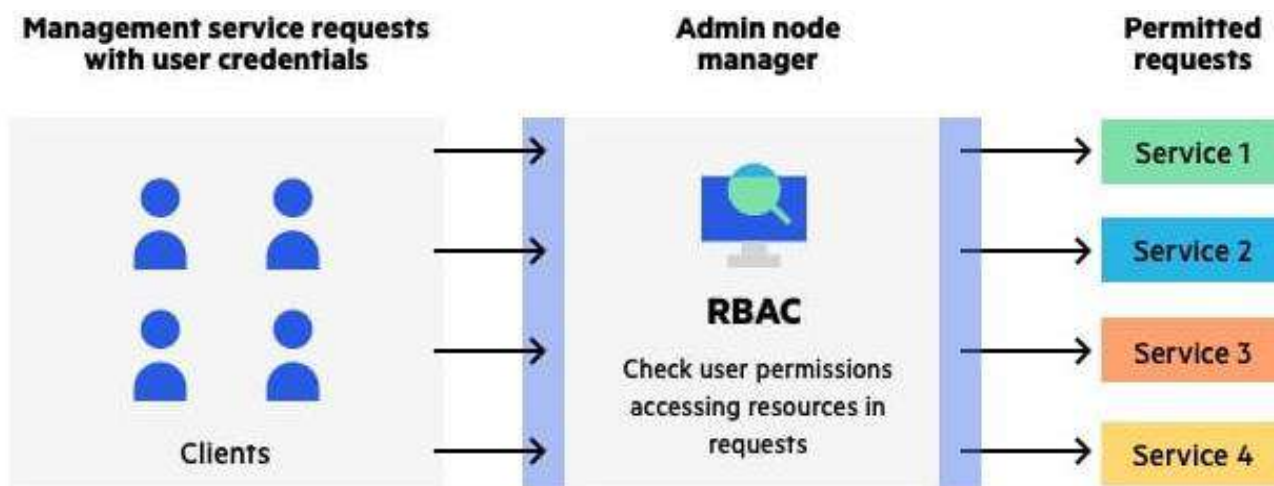 Management service requests
with user credentials
Admin node
manager
Permitted
requests
Clients
RBAC
Check user permissions
accessing resources in
requests
Service 1
Service 2
Service 3
Service 4